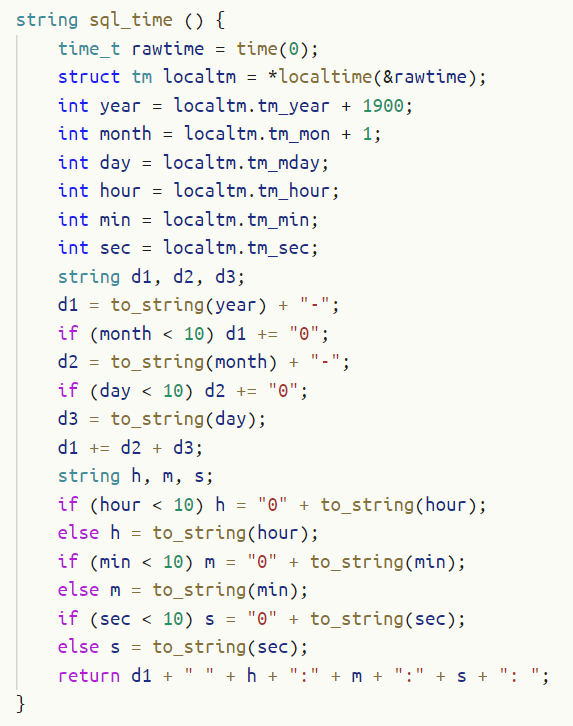 string sql_time () {
    time_t rawtime = time(0);
    struct tm localtm = *localtime(&rawtime);
    int year = localtm.tm_year + 1900;
    int month = localtm.tm_mon + 1;
    int day = localtm.tm_mday;
    int hour = localtm.tm_hour;
    int min = localtm.tm_min;
    int sec = localtm.tm_sec;
    string d1, d2, d3;
    d1 = to_string(year) + "-";
    if (month < 10) d1 += "0";
    d2 = to_string(month) + "-";
    if (day < 10) d2 += "0";
    d3 = to_string(day);
    d1 += d2 + d3;
    string h, m, s;
    if (hour < 10) h = "0" + to_string(hour);
    else h = to_string(hour);
    if (min < 10) m = "0" + to_string(min);
    else m = to_string(min);
    if (sec < 10) s = "0" + to_string(sec);
    else s = to_string(sec);
    return d1 + " " + h + ":" + m + ":" + s + ": ";
}